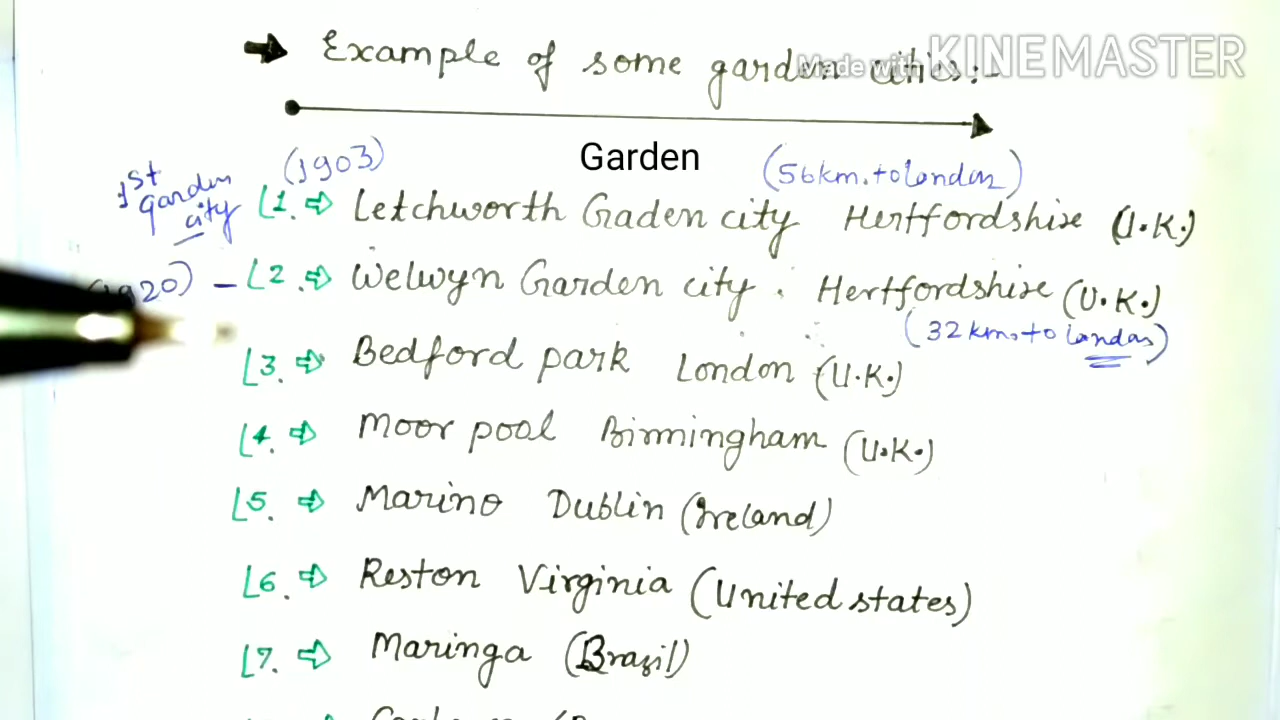 Example of some garden cities:-
Made with KINEMASTER
Garden
1st garden city
(1903)
(56km. to London)
1. ⇒ Letchworth Gaden city Hertfordshire (U.K.)
(1920) - 2. ⇒ Welwyn Garden city. Hertfordshire (U.K.)
(32 km. to landan)
3. ⇒ Bedford park London (U.K.)
4. ⇒ Moor pool Birmingham (U.K.)
5. ⇒ Marino Dublin (Ireland)
6. ⇒ Reston Virginia (United states)
7. ⇒ Maringa (Brazil)